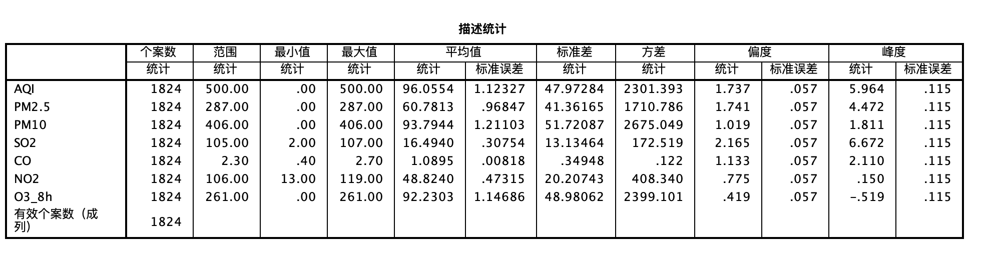 描述统计
个案数 范围 最小值 最大值 平均值 标准差 方差 偏度 峰度
统计 统计 统计 统计 统计 标准误差 统计 统计 统计 标准误差 统计 标准误差
AQI 1824 500.00 .00 500.00 96.0554 1.12327 47.97284 2301.393 1.737 .057 5.964 .115
PM2.5 1824 287.00 .00 287.00 60.7813 .96847 41.36165 1710.786 1.741 .057 4.472 .115
PM10 1824 406.00 .00 406.00 93.7944 1.21103 51.72087 2675.049 1.019 .057 1.811 .115
SO2 1824 105.00 2.00 107.00 16.4940 .30754 13.13464 172.519 2.165 .057 6.672 .115
CO 1824 2.30 .40 2.70 1.0895 .00818 .34948 .122 1.133 .057 2.110 .115
NO2 1824 106.00 13.00 119.00 48.8240 .47315 20.20743 408.340 .775 .057 .150 .115
O3_8h 1824 261.00 .00 261.00 92.2303 1.14686 48.98062 2399.101 .419 .057 -.519 .115
有效个案数（成
列） 1824